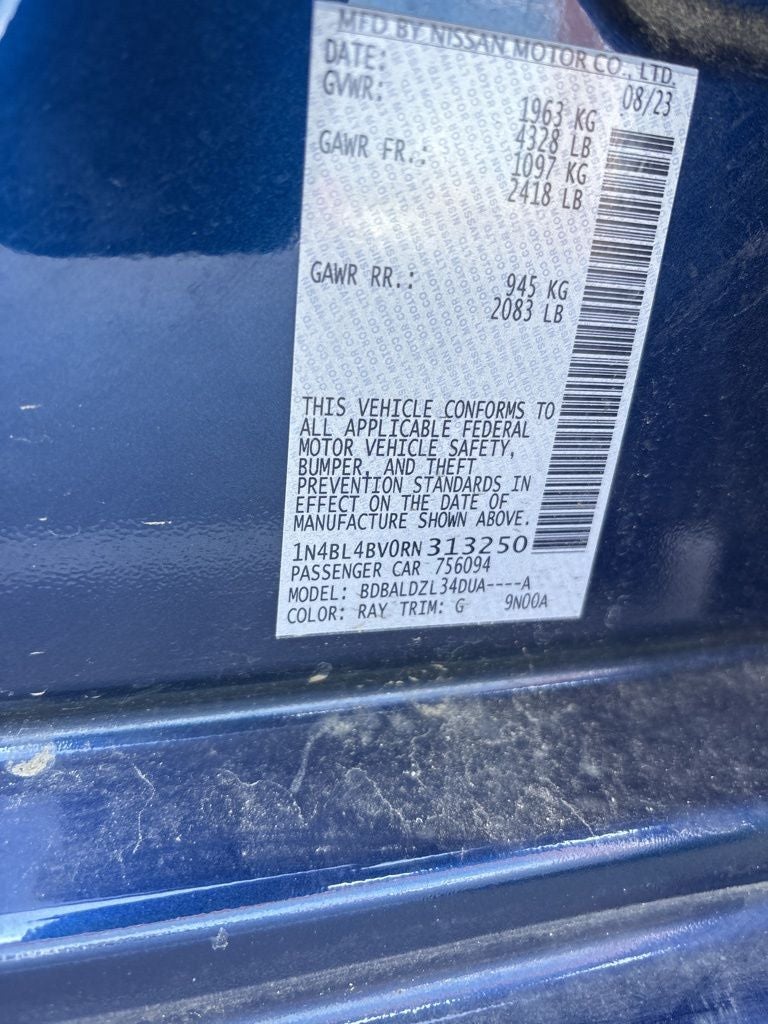 MFD BY NISSAN MOTOR CO., LTD.
DATE: 08/23
GVWR: 1963 KG
4328 LB
GAWR FR.: 1097 KG
2418 LB
GAWR RR.: 945 KG
2083 LB
THIS VEHICLE CONFORMS TO
ALL APPLICABLE FEDERAL
MOTOR VEHICLE SAFETY,
BUMPER, AND THEFT
PREVENTION STANDARDS IN
EFFECT ON THE DATE OF
MANUFACTURE SHOWN ABOVE.
1N4BL4BV0RN313250
PASSENGER CAR 756094
MODEL: BDBALDZL34DUA----A
COLOR: RAY TRIM: G 9N00A